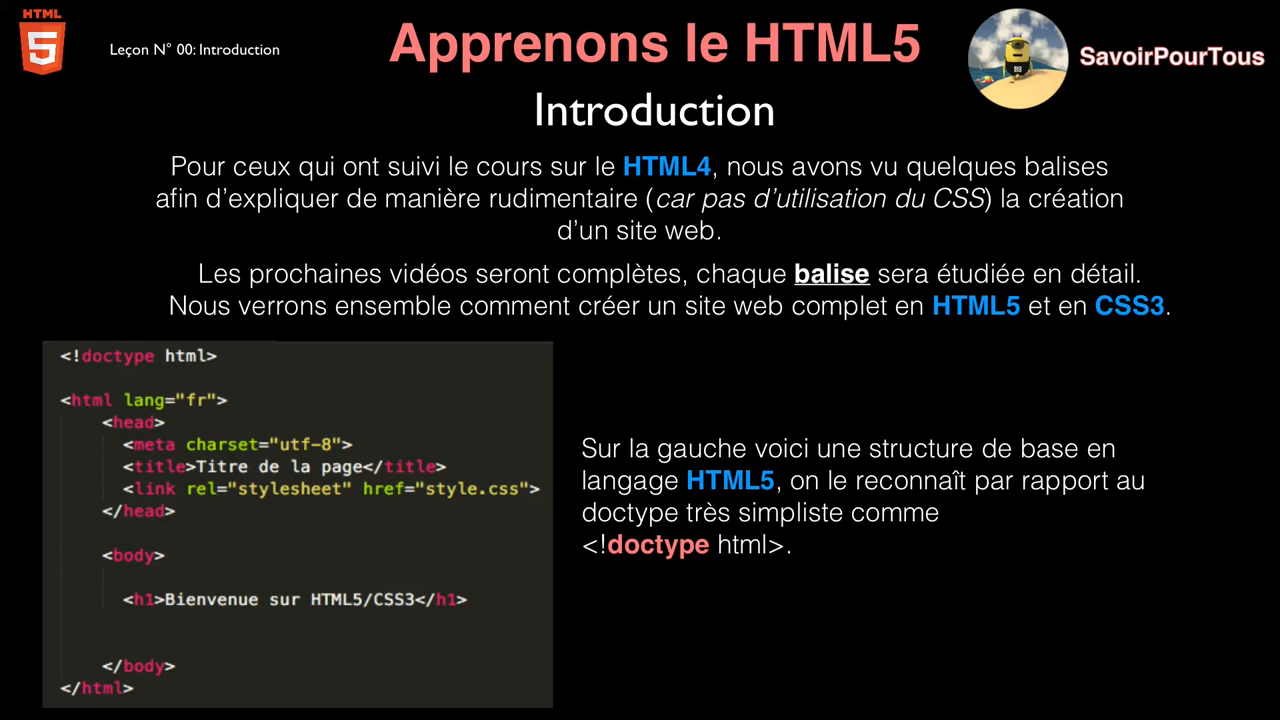 HTML
5
Leçon N° 00: Introduction
Apprenons le HTML5
SavoirPourTous
Introduction
Pour ceux qui ont suivi le cours sur le HTML4, nous avons vu quelques balises
afin d'expliquer de manière rudimentaire (car pas d'utilisation du CSS) la création
d'un site web.
Les prochaines vidéos seront complètes, chaque balise sera étudiée en détail.
Nous verrons ensemble comment créer un site web complet en HTML5 et en CSS3.
<!doctype html>
<html lang="fr">
<head>
<meta charset="utf-8">
<title>Titre de la page</title>
<link rel="stylesheet" href="style.css">
</head>
<body>
<h1>Bienvenue sur HTML5/CSS3</h1>
</body>
</html>
Sur la gauche voici une structure de base en
langage HTML5, on le reconnaît par rapport au
doctype très simpliste comme
<!doctype html>.